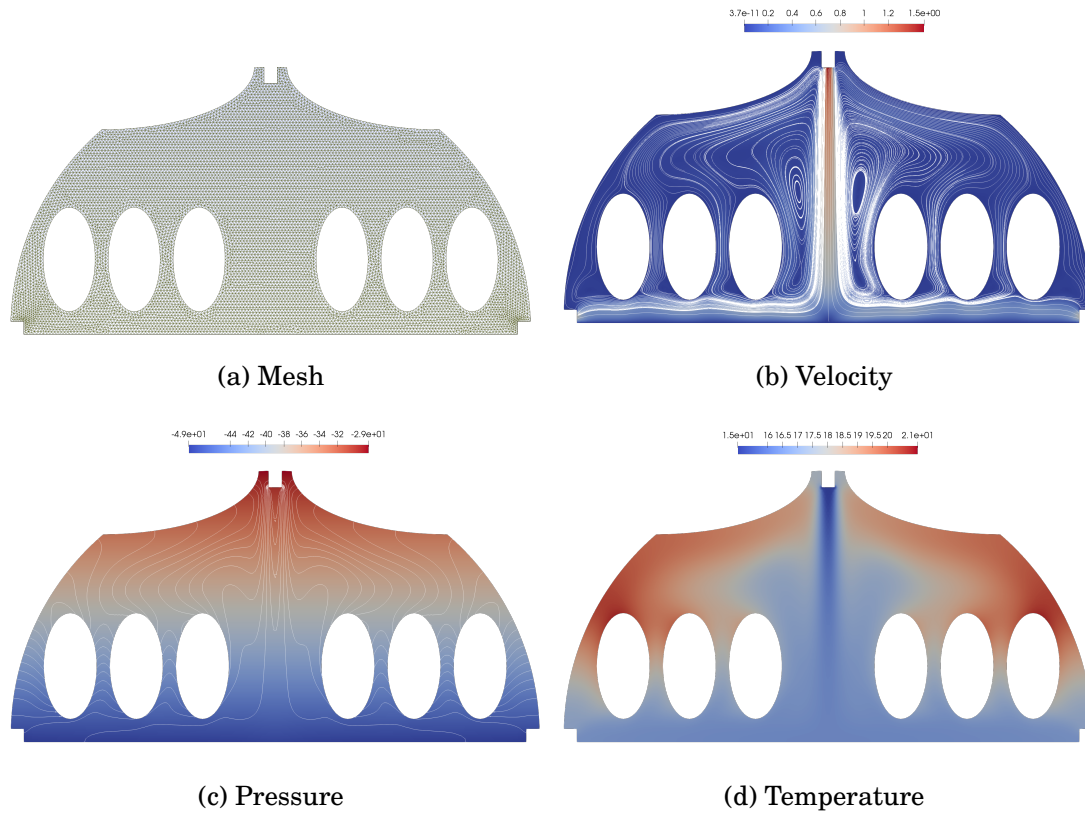 3.7e-11 0.2 0.4 0.6 0.8 1 1.2 1.5e+00
(a) Mesh
(b) Velocity
-4.9e+01 -44 -42 -40 -38 -36 -34 -32 -2.9e+01
1.5e+01 16 16.5 17 17.5 18 18.5 19 19.5 20 2.1e+01
(c) Pressure
(d) Temperature